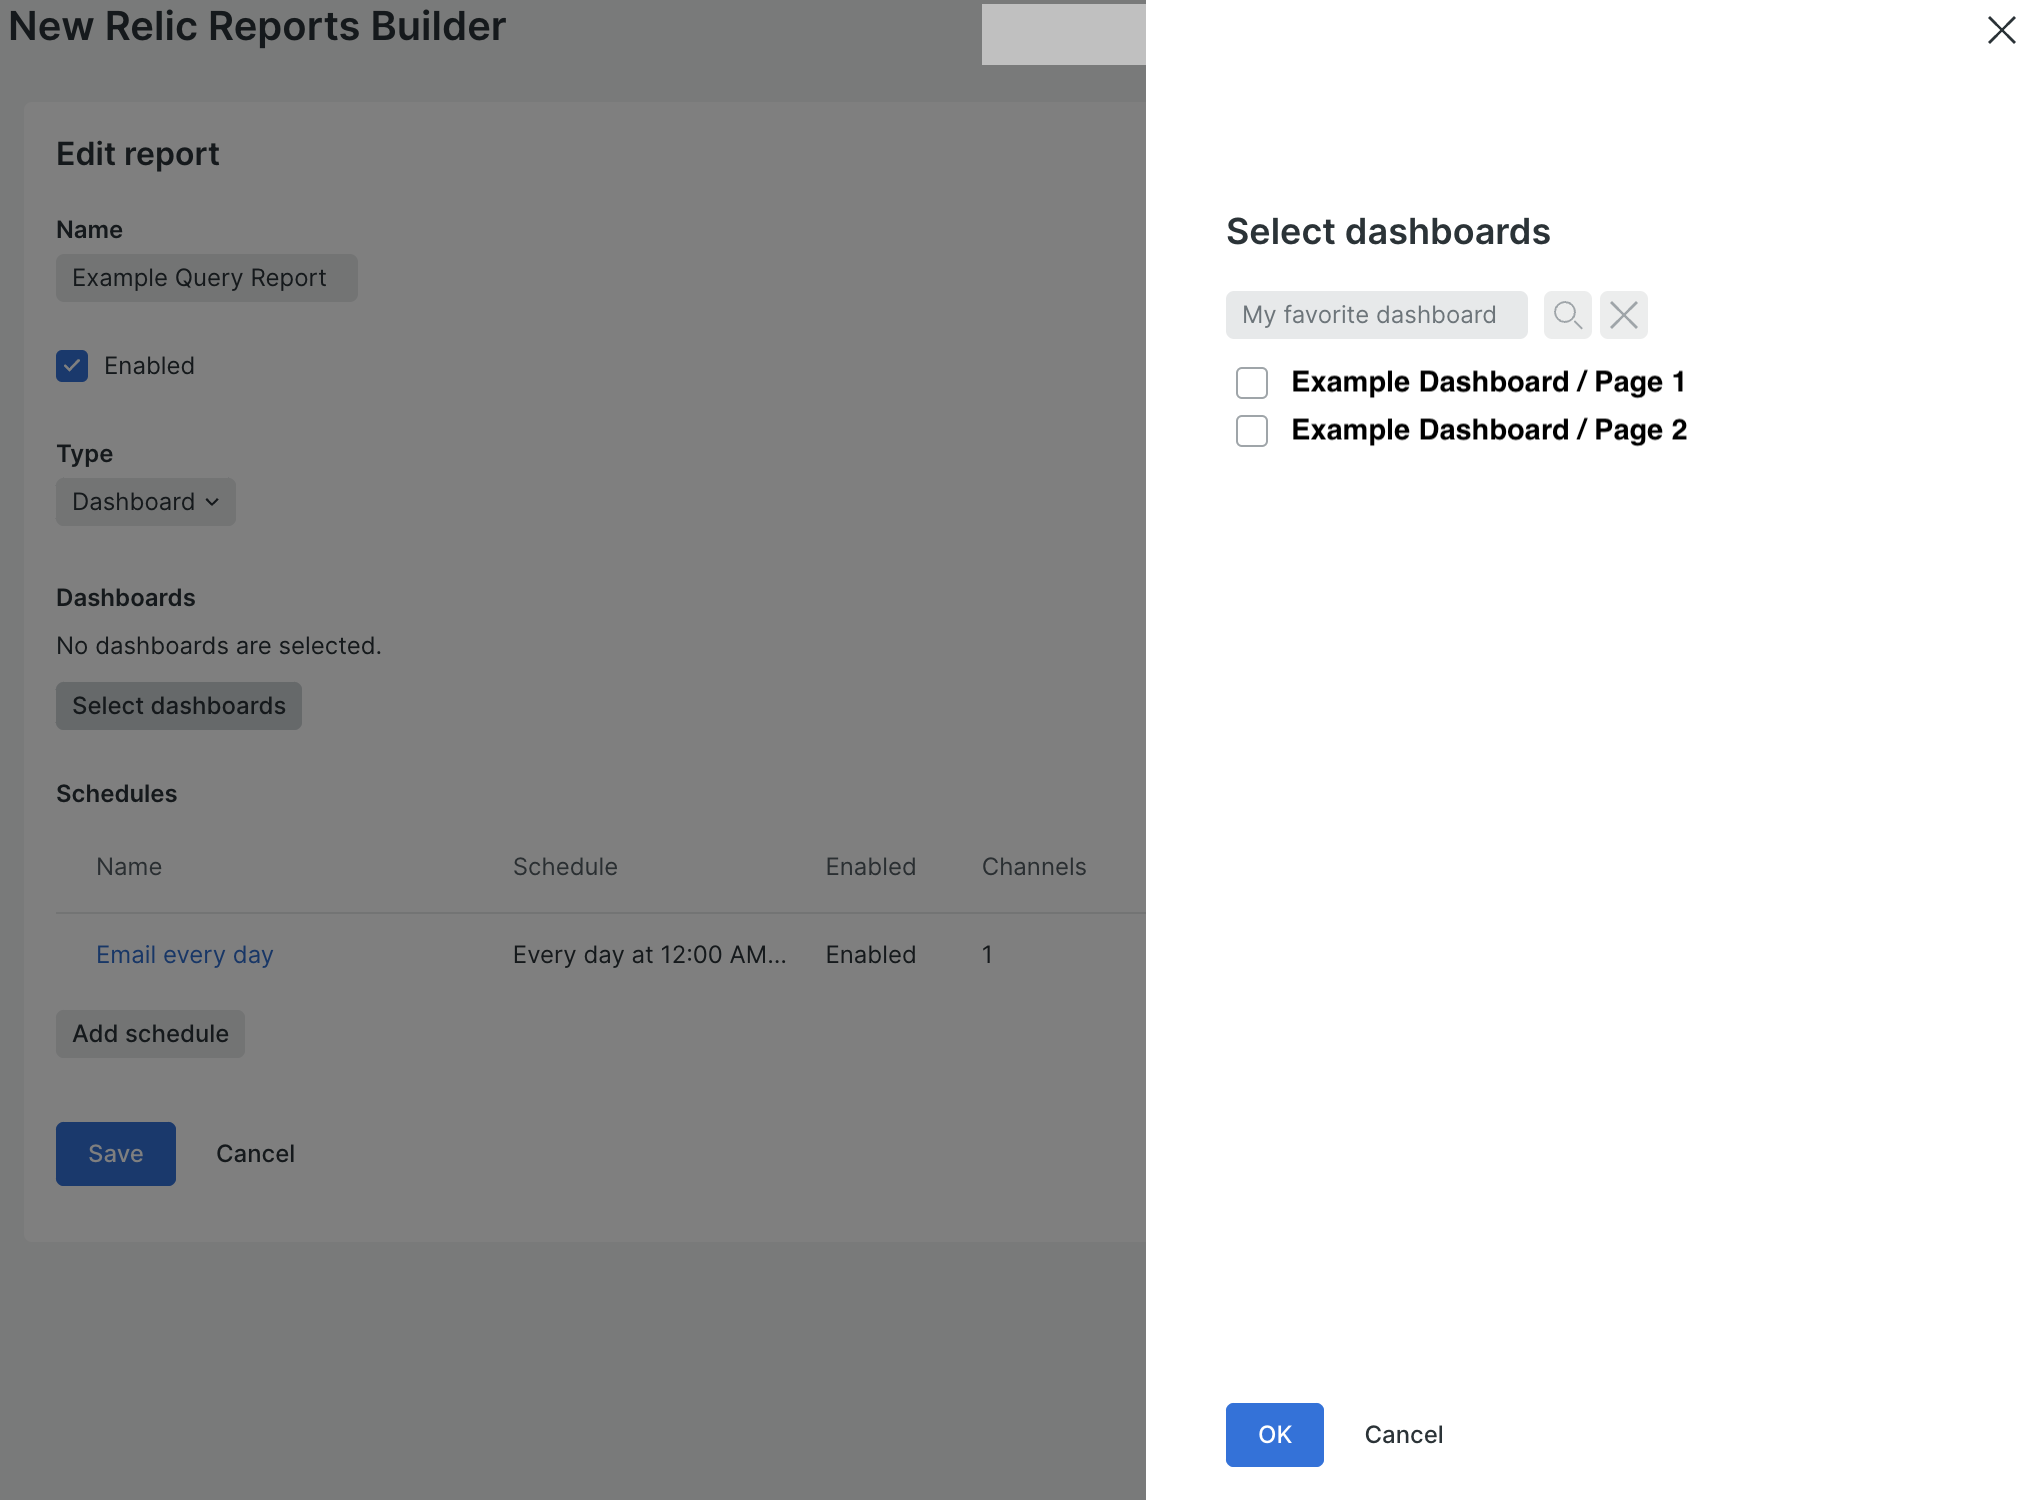 New Relic Reports Builder
Edit report
Name
Example Query Report
Enabled
Type
Dashboard
Dashboards
No dashboards are selected.
Select dashboards
Schedules
Name Schedule Enabled Channels
Email every day Every day at 12:00 AM... Enabled 1
Add schedule
Save Cancel
Select dashboards
My favorite dashboard
Example Dashboard / Page 1
Example Dashboard / Page 2
OK Cancel